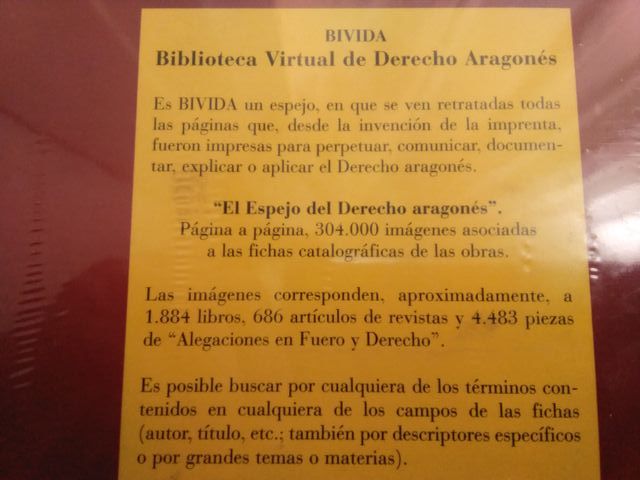 BIVIDA
Biblioteca Virtual de Derecho Aragonés
Es BIVIDA un espejo, en que se ven retratadas todas
las páginas que, desde la invención de la imprenta,
fueron impresas para perpetuar, comunicar, documen-
tar, explicar o aplicar el Derecho aragonés.
“El Espejo del Derecho aragonés”.
Página a página, 304.000 imágenes asociadas
a las fichas catalográficas de las obras.
Las imágenes corresponden, aproximadamente, a
1.884 libros, 686 artículos de revistas y 4.483 piezas
de “Alegaciones en Fuero y Derecho”.
Es posible buscar por cualquiera de los términos con-
tenidos en cualquiera de los campos de las fichas
(autor, título, etc.; también por descriptores específicos
o por grandes temas o materias).